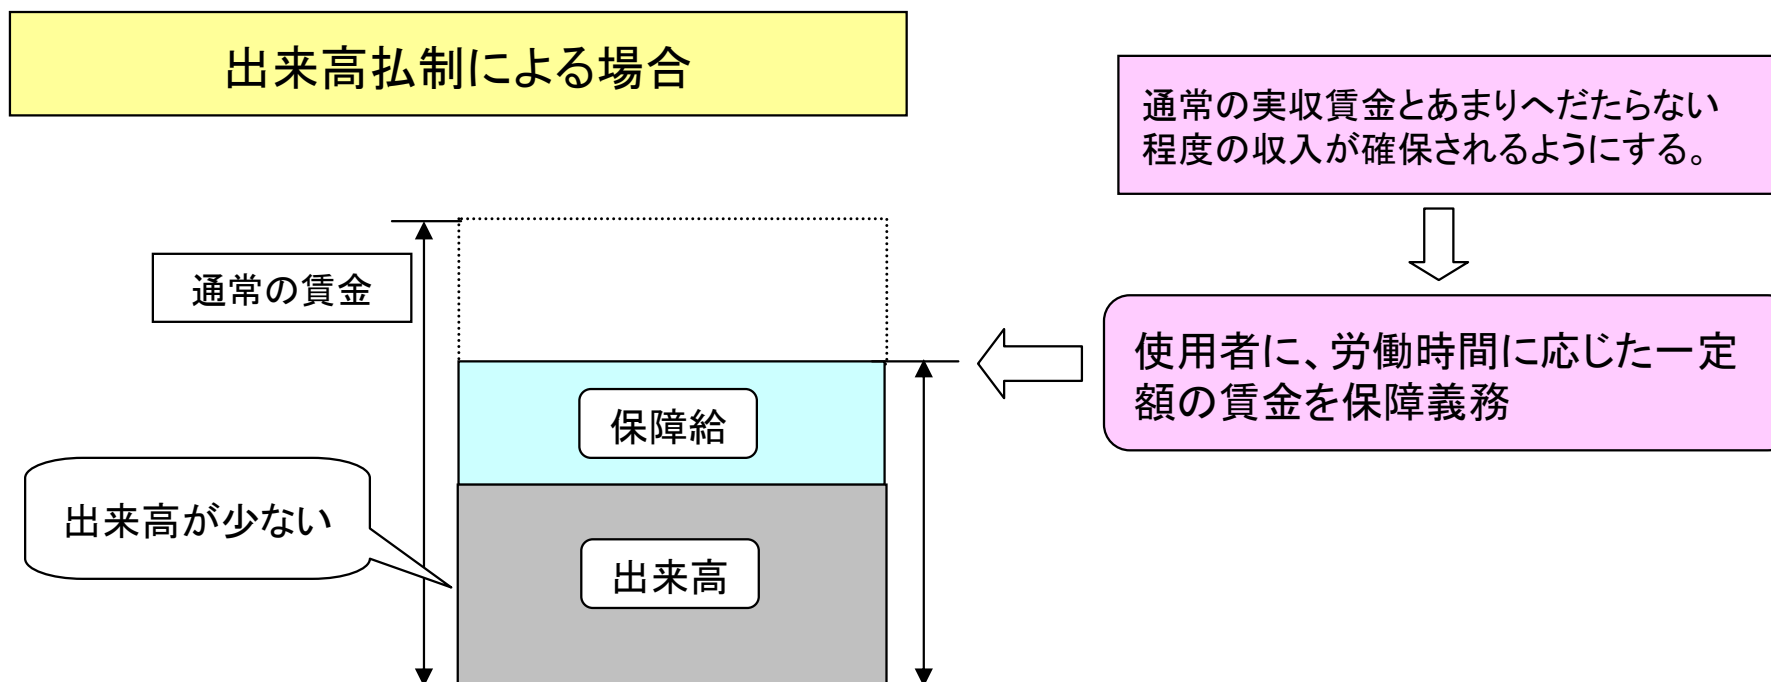 出来高払制による場合
通常の実収賃金とあまりへだたらない
程度の収入が確保されるようにする。
通常の賃金
使用者に、労働時間に応じた一定
額の賃金を保障義務
保障給
出来高が少ない
出来高